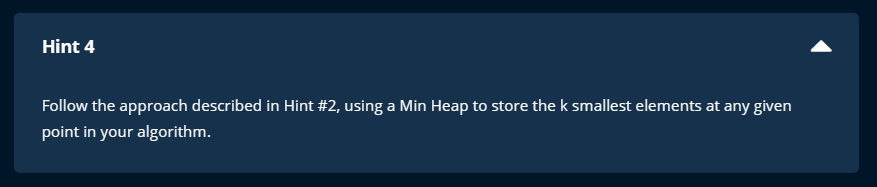 Hint 4
Follow the approach described in Hint #2, using a Min Heap to store the k smallest elements at any given
point in your algorithm.